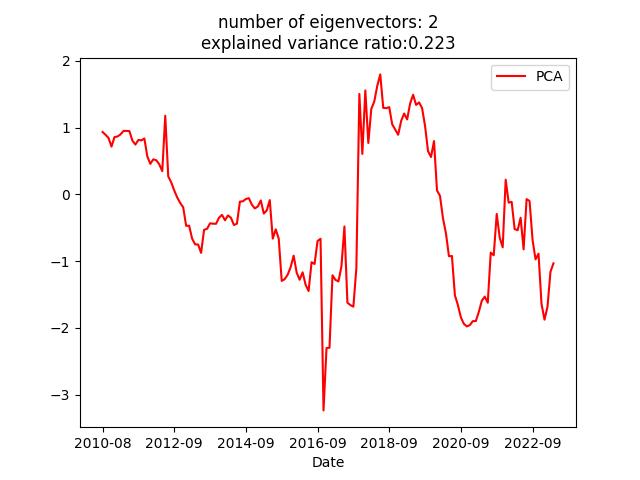 number of eigenvectors: 2
explained variance ratio:0.223
PCA
2
1
0
−1
−2
−3
2010-08 2012-09 2014-09 2016-09 2018-09 2020-09 2022-09
Date